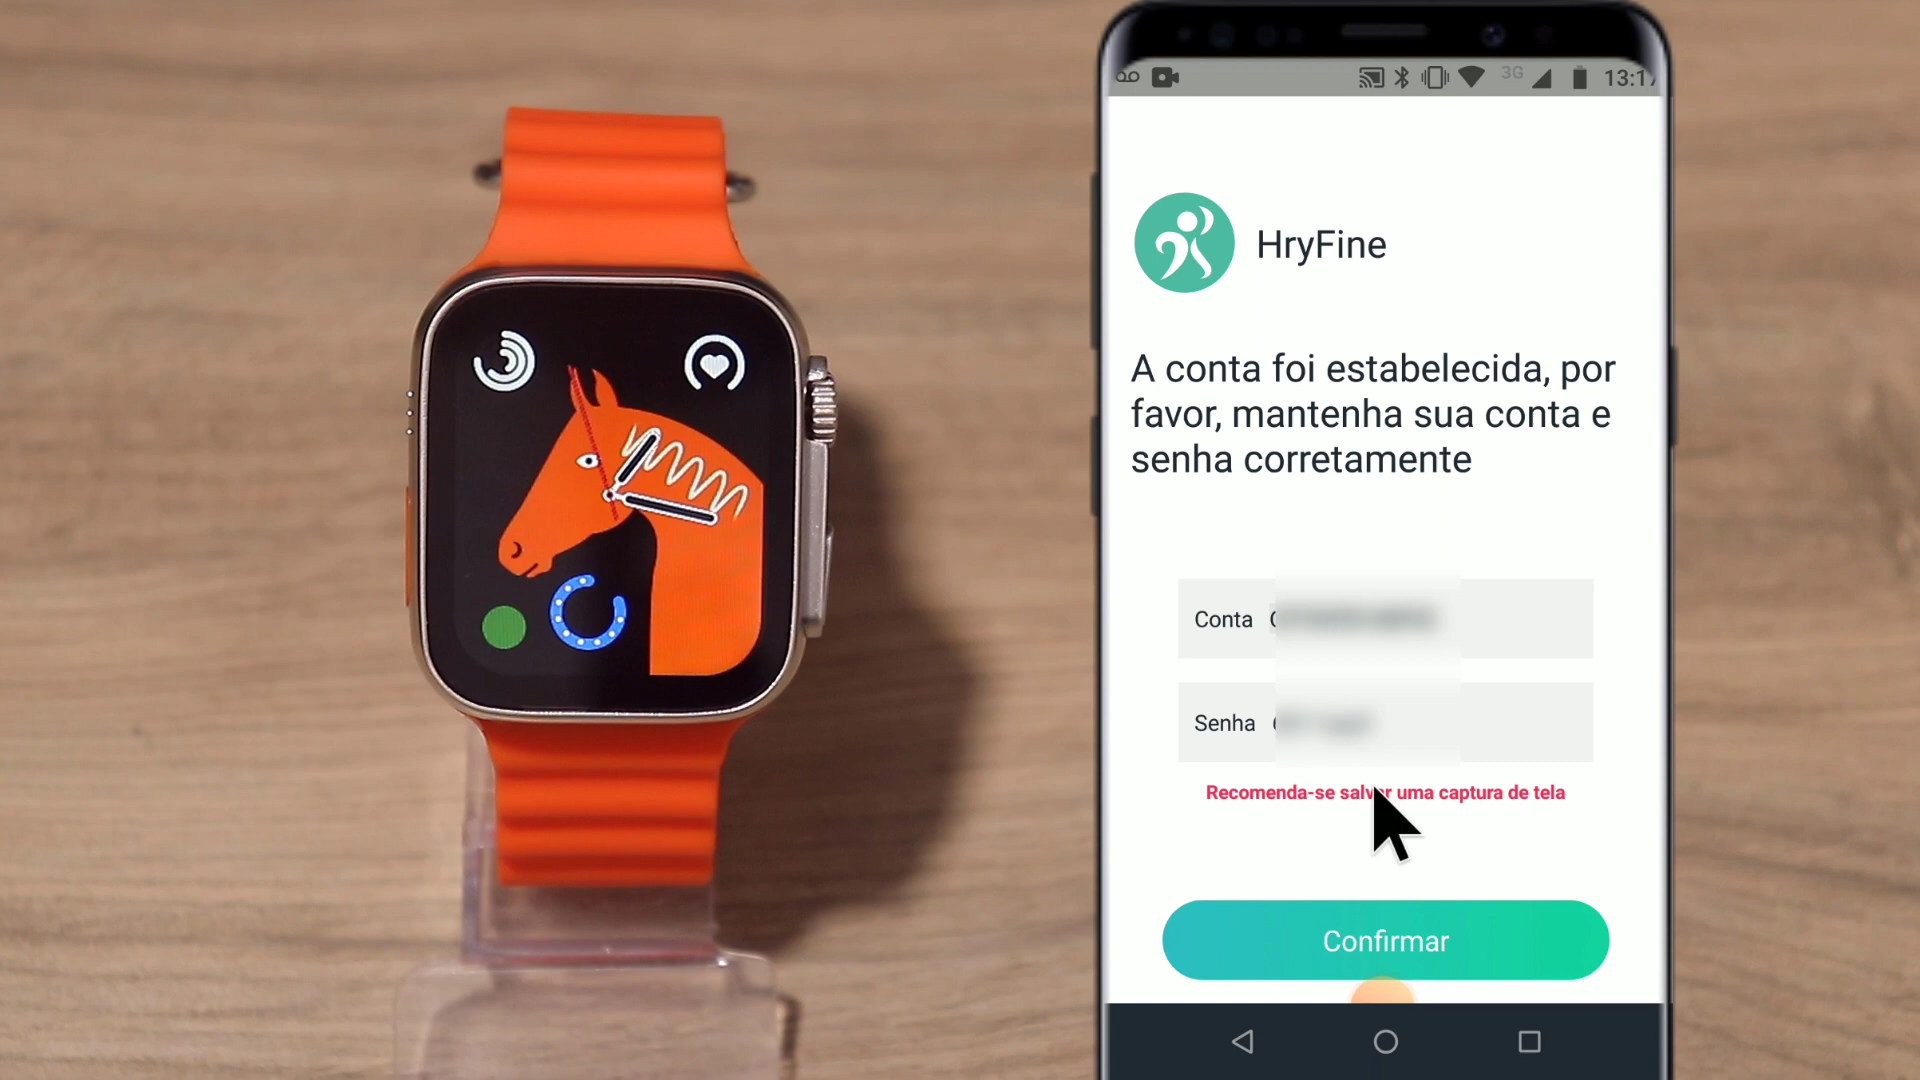 3G 13:17
HryFine
A conta foi estabelecida, por
favor, mantenha sua conta e
senha corretamente
Conta
Senha
Recomenda-se salvar uma captura de tela
Confirmar